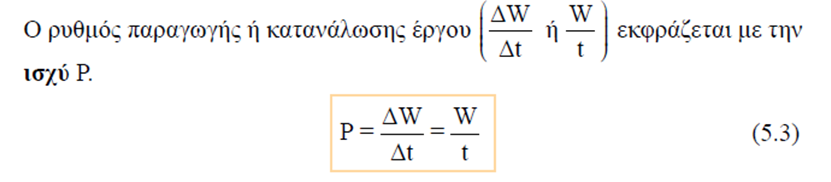 Ο ρυθμός παραγωγής ή κατανάλωσης έργου (ΔW/Δt ή W/t) εκφράζεται με την
ισχύ P.
P = ΔW/Δt = W/t (5.3)